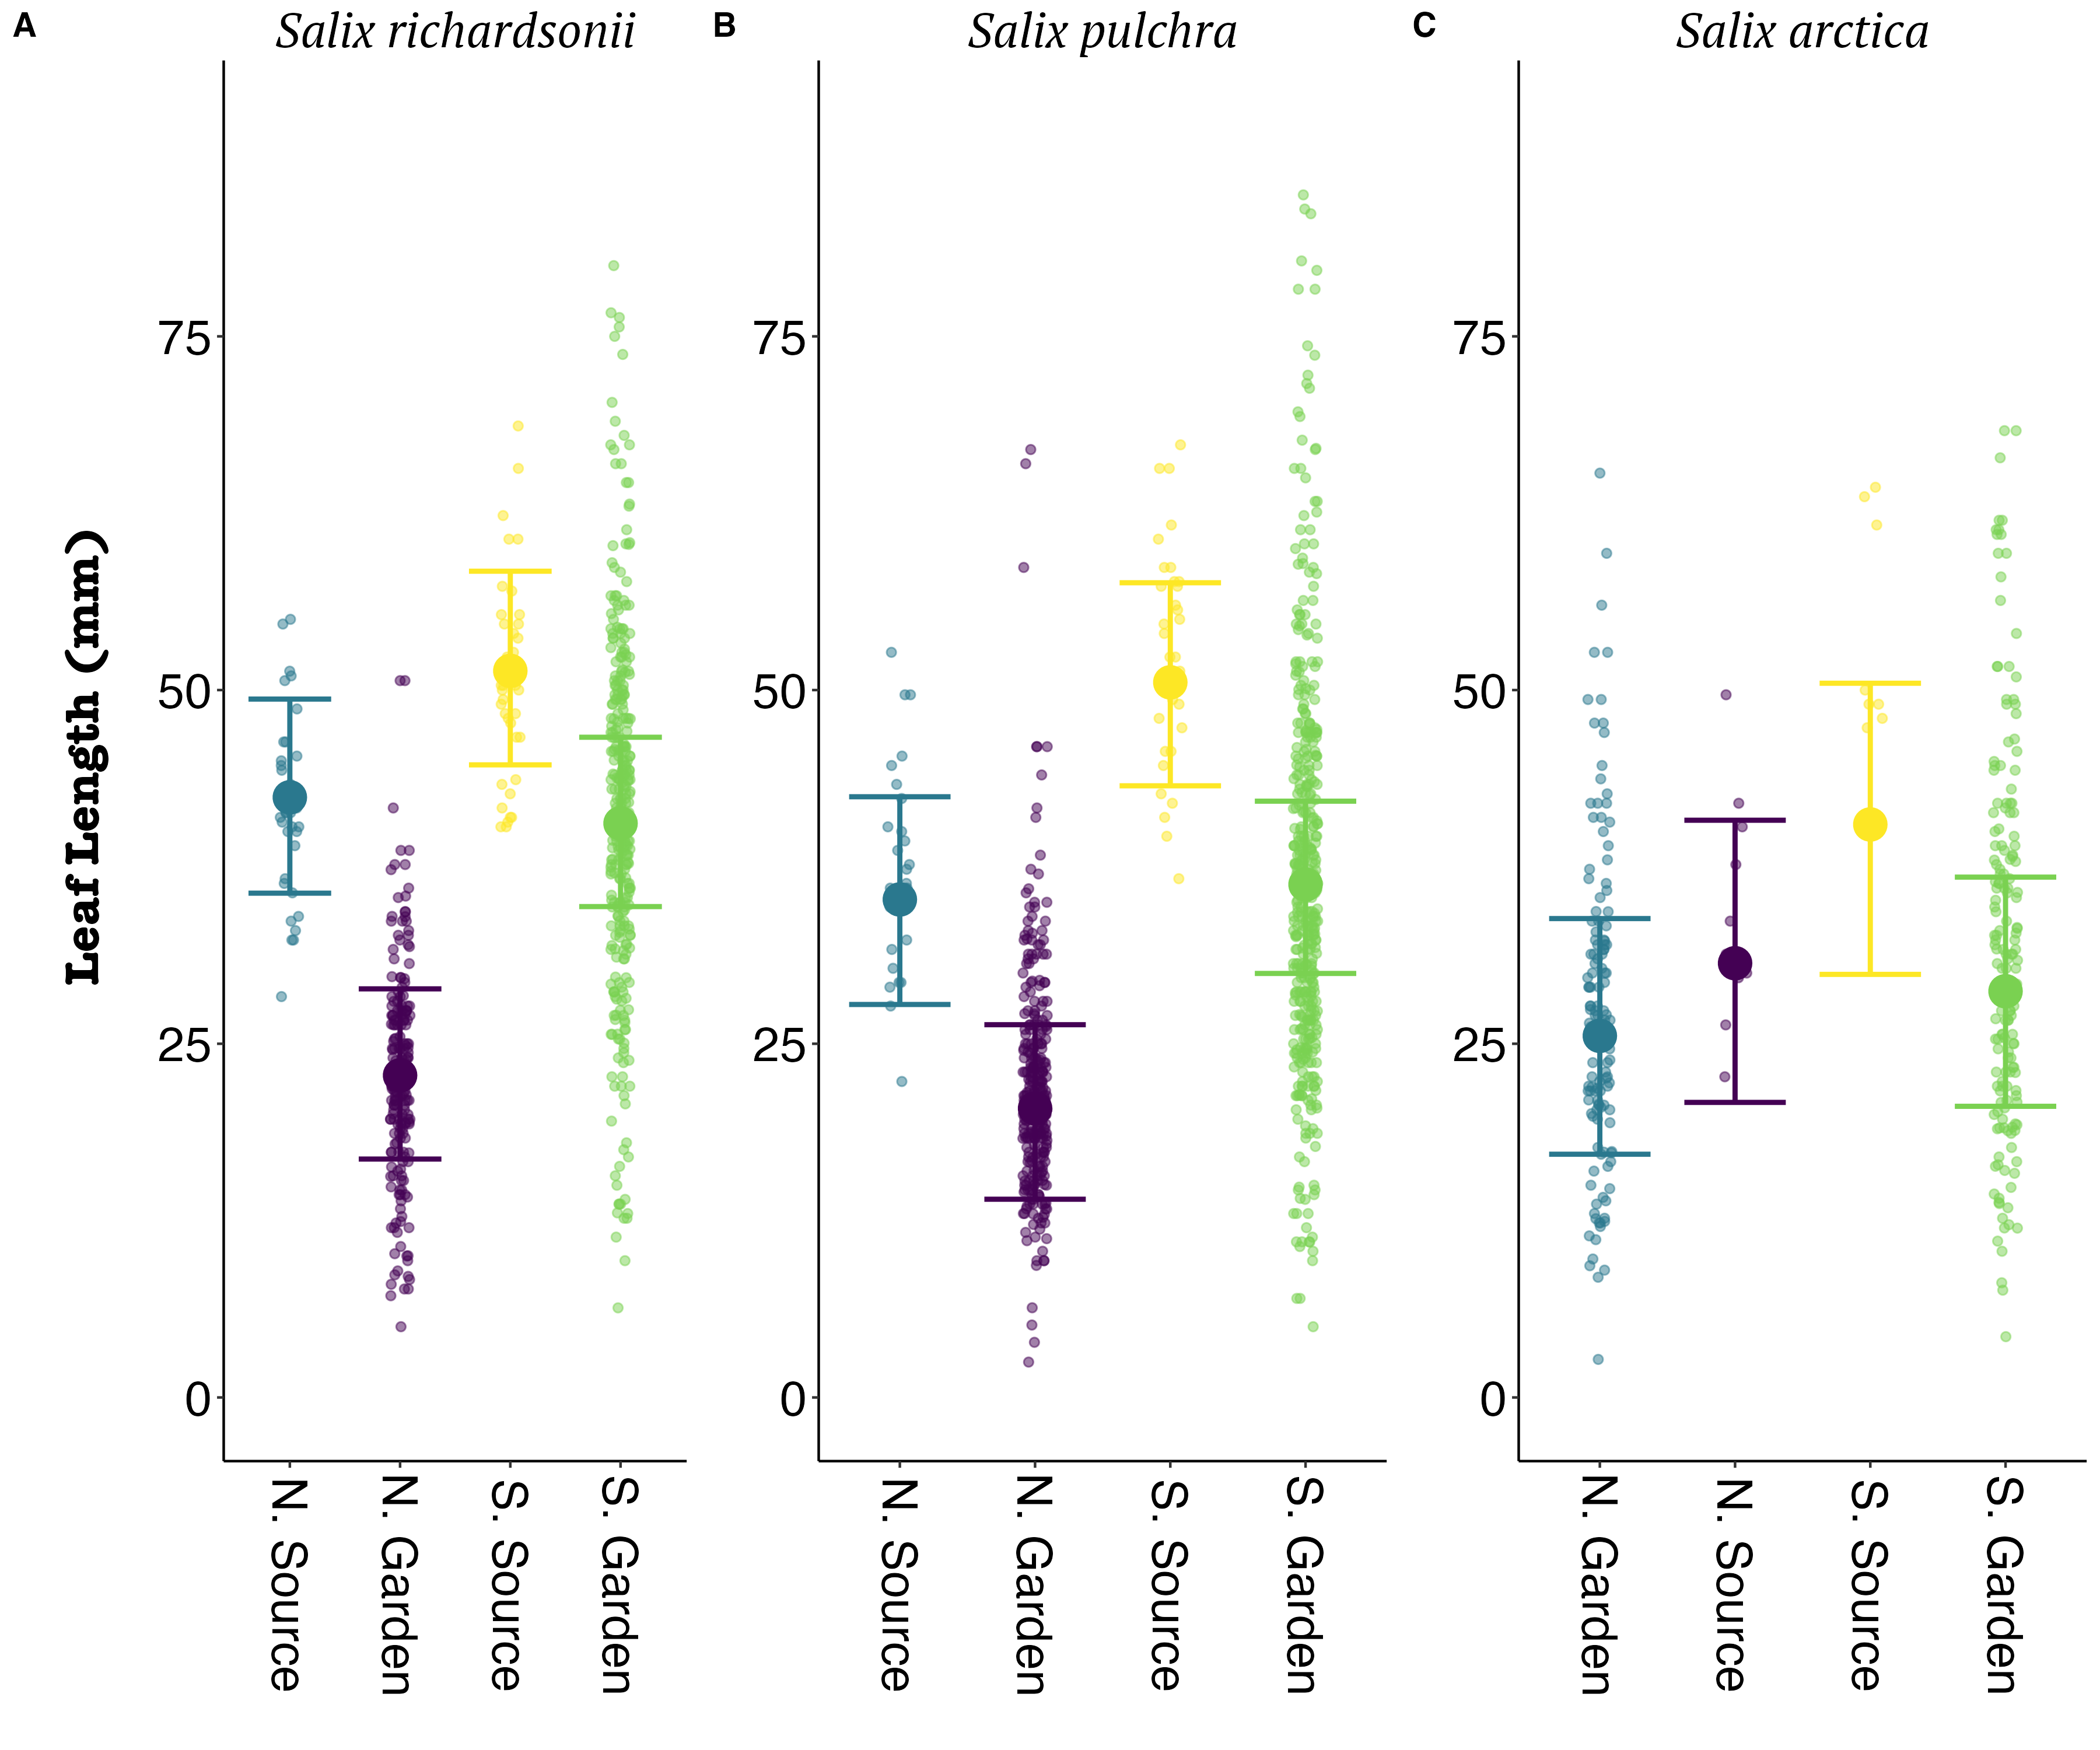 A
Salix richardsonii
B
Salix pulchra
C
Salix arctica
Leaf Length (mm)
75
50
25
0
N. Source
N. Garden
S. Source
S. Garden
75
50
25
0
N. Source
N. Garden
S. Source
S. Garden
75
50
25
0
N. Garden
N. Source
S. Source
S. Garden